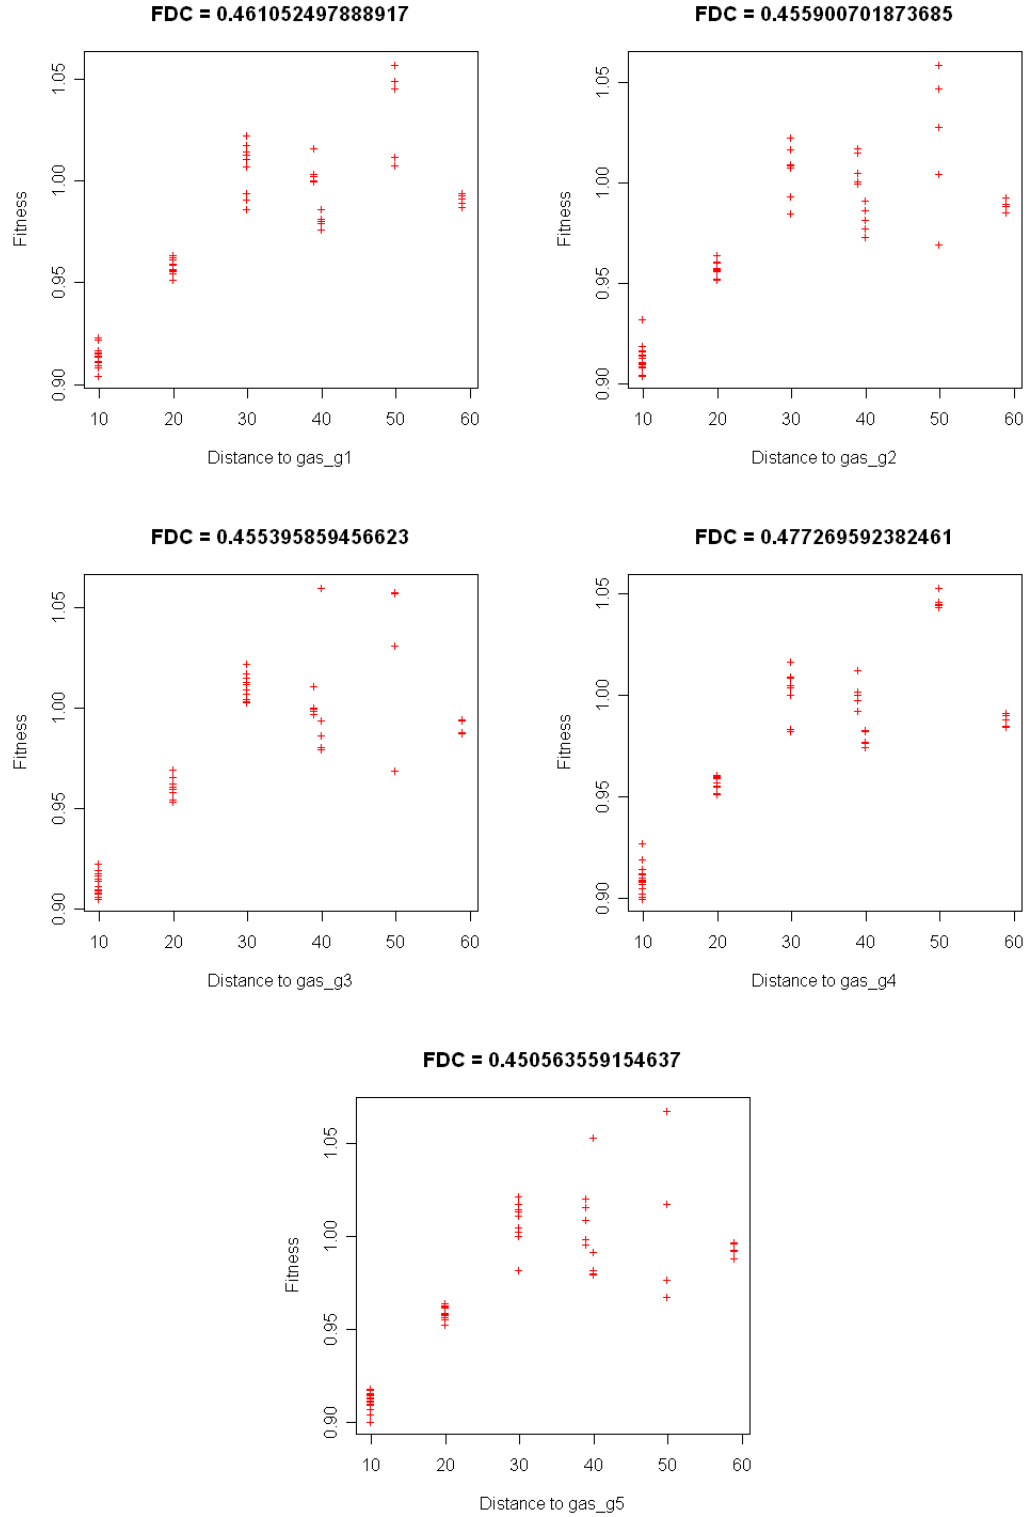 FDC = 0.461052497888917
1.05
1.00
0.95
0.90
Fitness
10 20 30 40 50 60
Distance to gas_g1
FDC = 0.455900701873685
1.05
1.00
0.95
0.90
Fitness
10 20 30 40 50 60
Distance to gas_g2
FDC = 0.455395859456623
1.05
1.00
0.95
0.90
Fitness
10 20 30 40 50 60
Distance to gas_g3
FDC = 0.477269592382461
1.05
1.00
0.95
0.90
Fitness
10 20 30 40 50 60
Distance to gas_g4
FDC = 0.450563559154637
1.05
1.00
0.95
0.90
Fitness
10 20 30 40 50 60
Distance to gas_g5